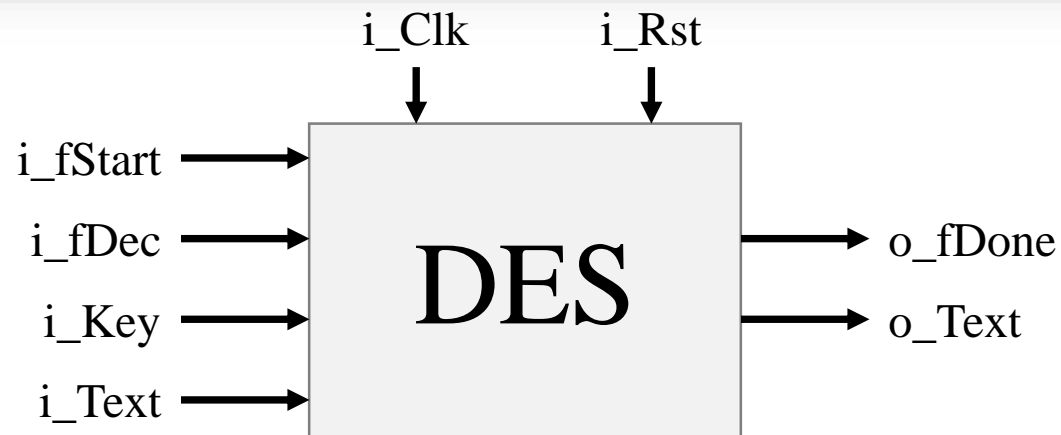 i_Clk i_Rst
i_fStart
i_fDec
i_Key
i_Text
DES
o_fDone
o_Text